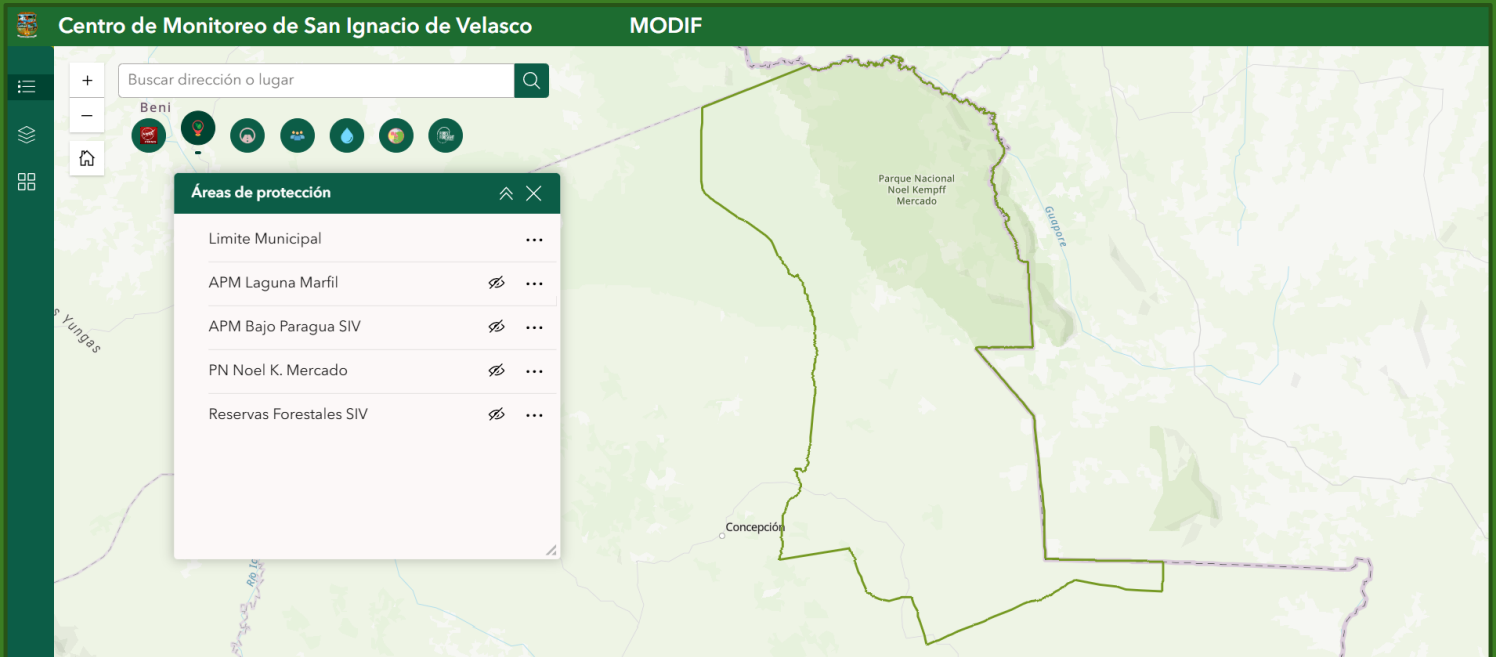 Centro de Monitoreo de San Ignacio de Velasco
MODIF
Buscar dirección o lugar
Beni
Áreas de protección
Limite Municipal
APM Laguna Marfil
APM Bajo Paragua SIV
PN Noel K. Mercado
Reservas Forestales SIV
Parque Nacional
Noel Kempff
Mercado
Guapore
s Yungas
Concepción
Río